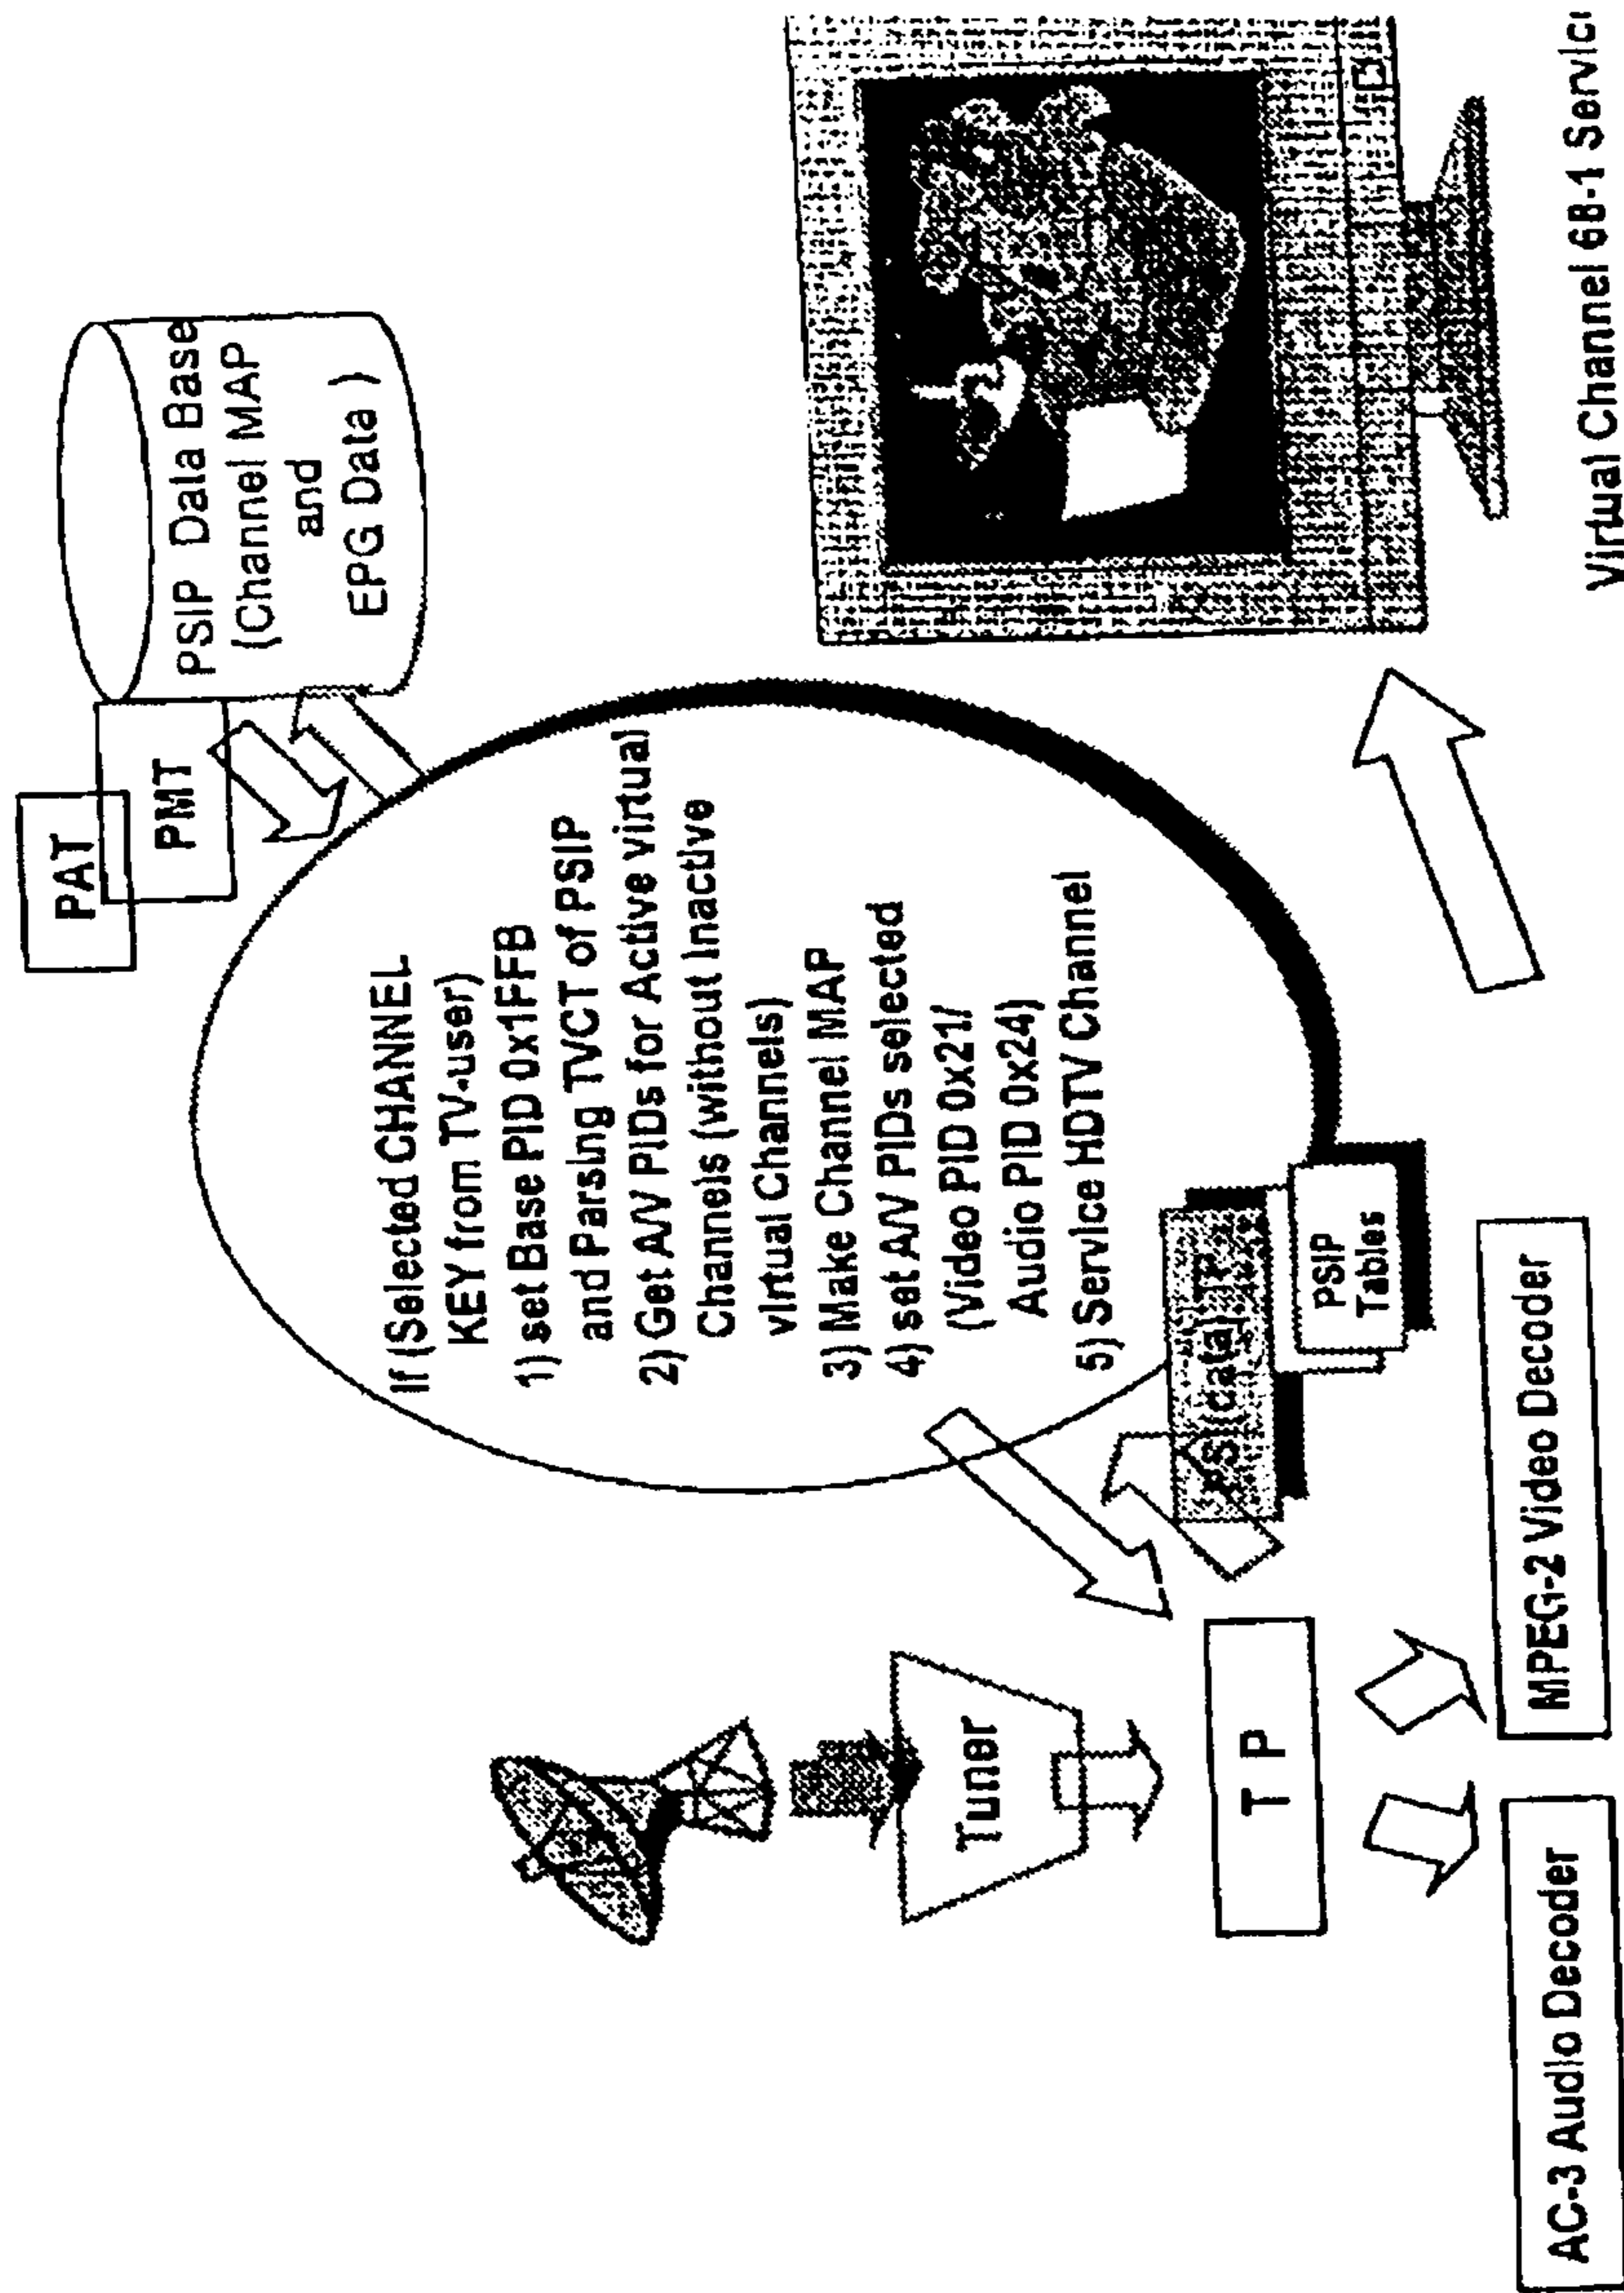 PAT
PMT
PSIP Data Base
(Channel MAP
and
EPG Data )
If (Selected CHANNEL
KEY from TV-user)
1) set Base PID 0x1FFB
and Parsing TVCT of PSIP
2) Get A/V PIDs for Active virtual
Channels (without Inactive
virtual Channels)
3) Make Channel MAP
4) set A/V PIDs selected
(Video PID 0x21/
Audio PID 0x24)
5) Service HDTV Channel
Tuner
T P
PSIP
Tables
AC-3 Audio Decoder
MPEG-2 Video Decoder
Virtual Channel 68-1